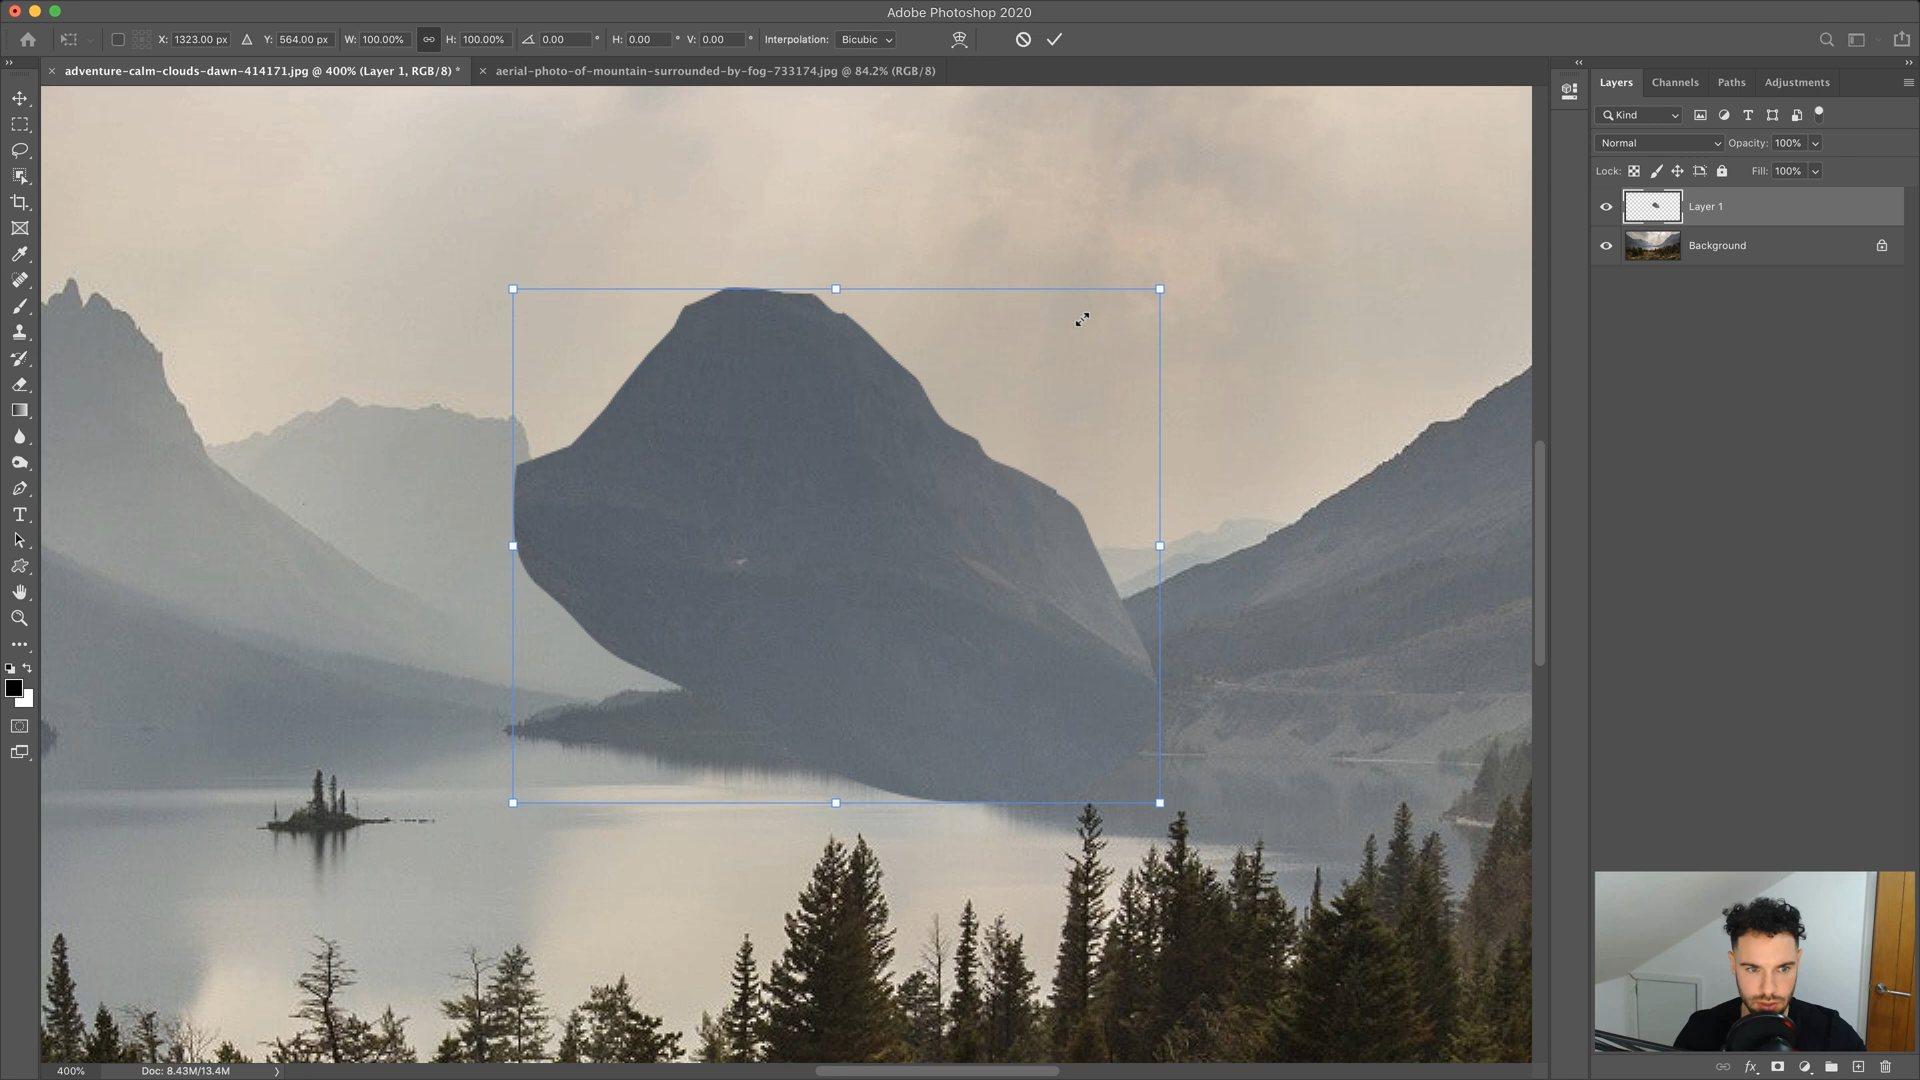 Adobe Photoshop 2020
X: 1323.00 px Y: 564.00 px W: 100.00% H: 100.00% 0.00 ° H: 0.00 ° V: 0.00 ° Interpolation: Bicubic
adventure-calm-clouds-dawn-414171.jpg @ 400% (Layer 1, RGB/8) * aerial-photo-of-mountain-surrounded-by-fog-733174.jpg @ 84.2% (RGB/8)
Layers Channels Paths Adjustments
Kind
Normal Opacity: 100%
Lock: Fill: 100%
Layer 1
Background
400% Doc: 8.43M/13.4M